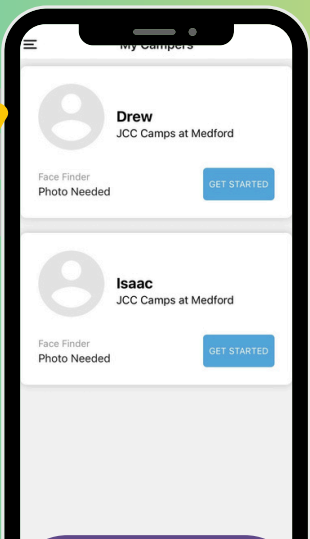 My Campers
Drew
JCC Camps at Medford
Face Finder
Photo Needed
GET STARTED
Isaac
JCC Camps at Medford
Face Finder
Photo Needed
GET STARTED